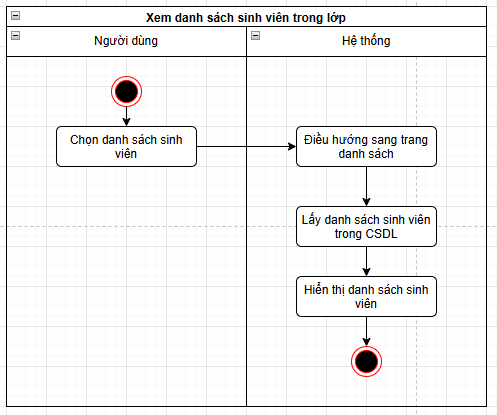 Xem danh sách sinh viên trong lớp
Người dùng
Hệ thống
Chọn danh sách sinh
viên
Điều hướng sang trang
danh sách
Lấy danh sách sinh viên
trong CSDL
Hiển thị danh sách sinh
viên